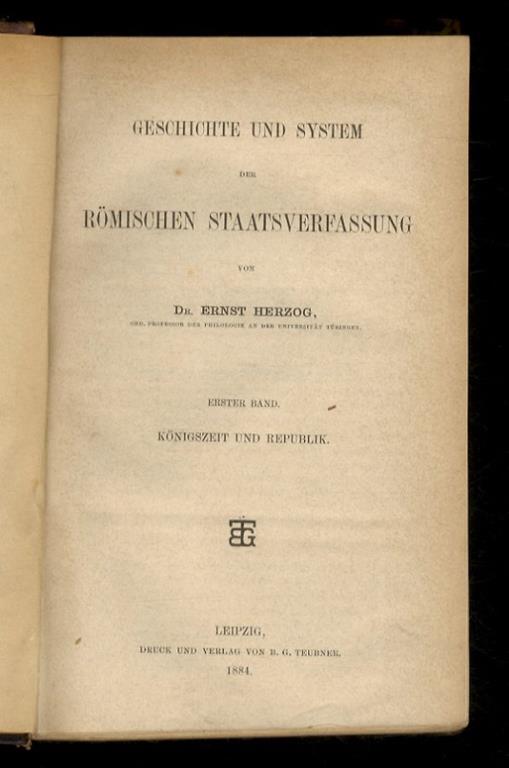 GESCHICHTE UND SYSTEM
DER
RÖMISCHEN STAATSVERFASSUNG
VON
DR. ERNST HERZOG,
ORD. PROFESSOR DER PHILOLOGIE AN DER UNIVERSITÄT TÜBINGEN.
ERSTER BAND.
KÖNIGSZEIT UND REPUBLIK.
BTG
LEIPZIG,
DRUCK UND VERLAG VON B. G. TEUBNER.
1884.